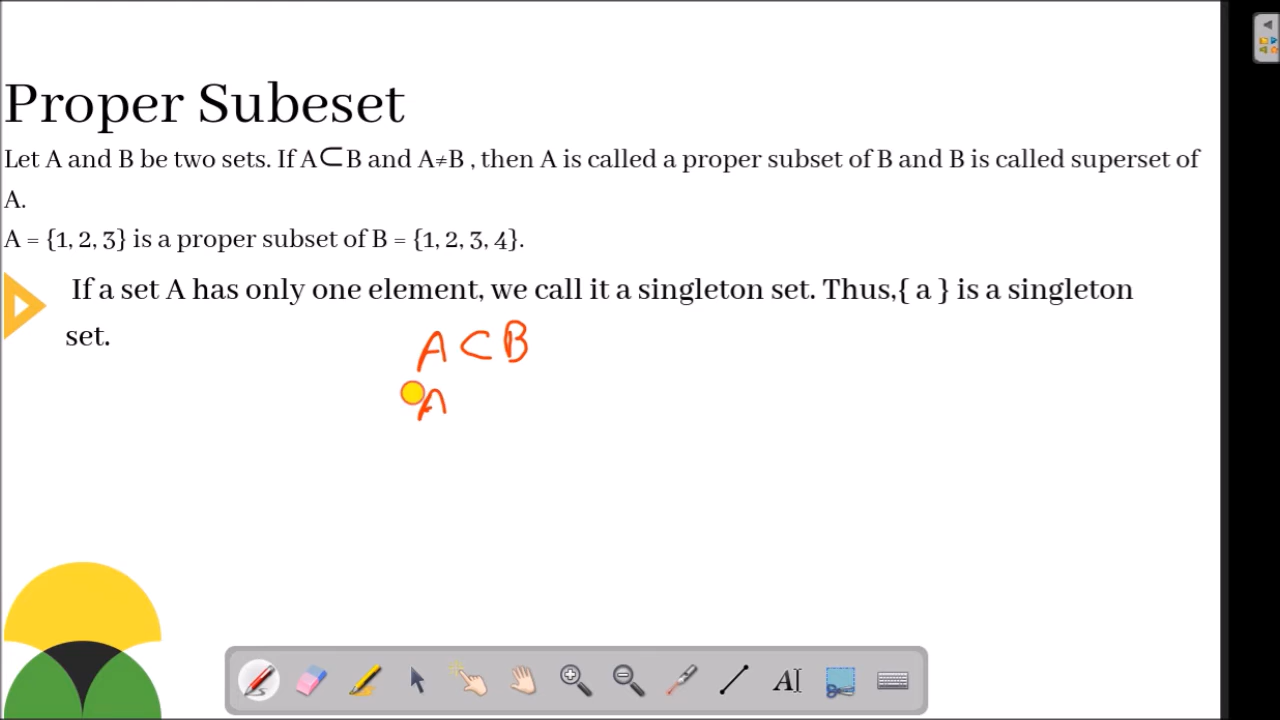 Proper Subeset
Let A and B be two sets. If A⊂B and A≠B , then A is called a proper subset of B and B is called superset of
A.
A = {1, 2, 3} is a proper subset of B = {1, 2, 3, 4}.
If a set A has only one element, we call it a singleton set. Thus,{ a } is a singleton
set.
A ⊂ B
A